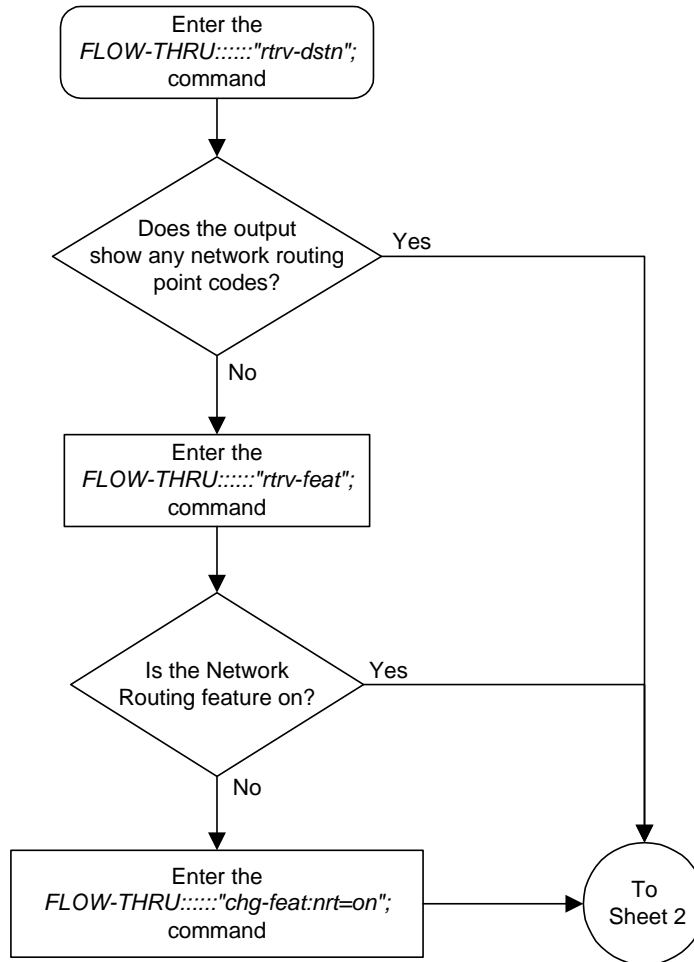 Enter the
FLOW-THRU::::::"rtrv-dstn";
command
Does the output
show any network routing
point codes?
Yes
No
Enter the
FLOW-THRU::::::"rtrv-feat";
command
Is the Network
Routing feature on?
Yes
No
Enter the
FLOW-THRU::::::"chg-feat:nrt=on";
command
To
Sheet 2